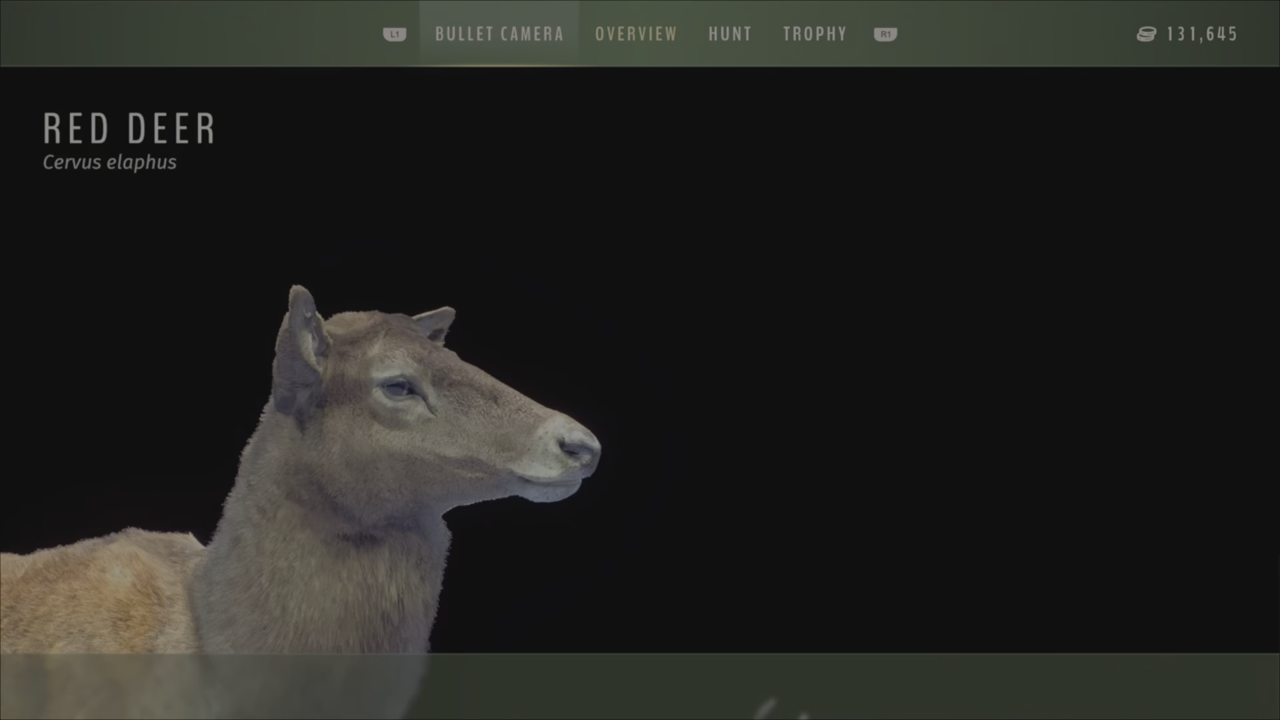 L1 BULLET CAMERA OVERVIEW HUNT TROPHY R1 131,645
RED DEER
Cervus elaphus